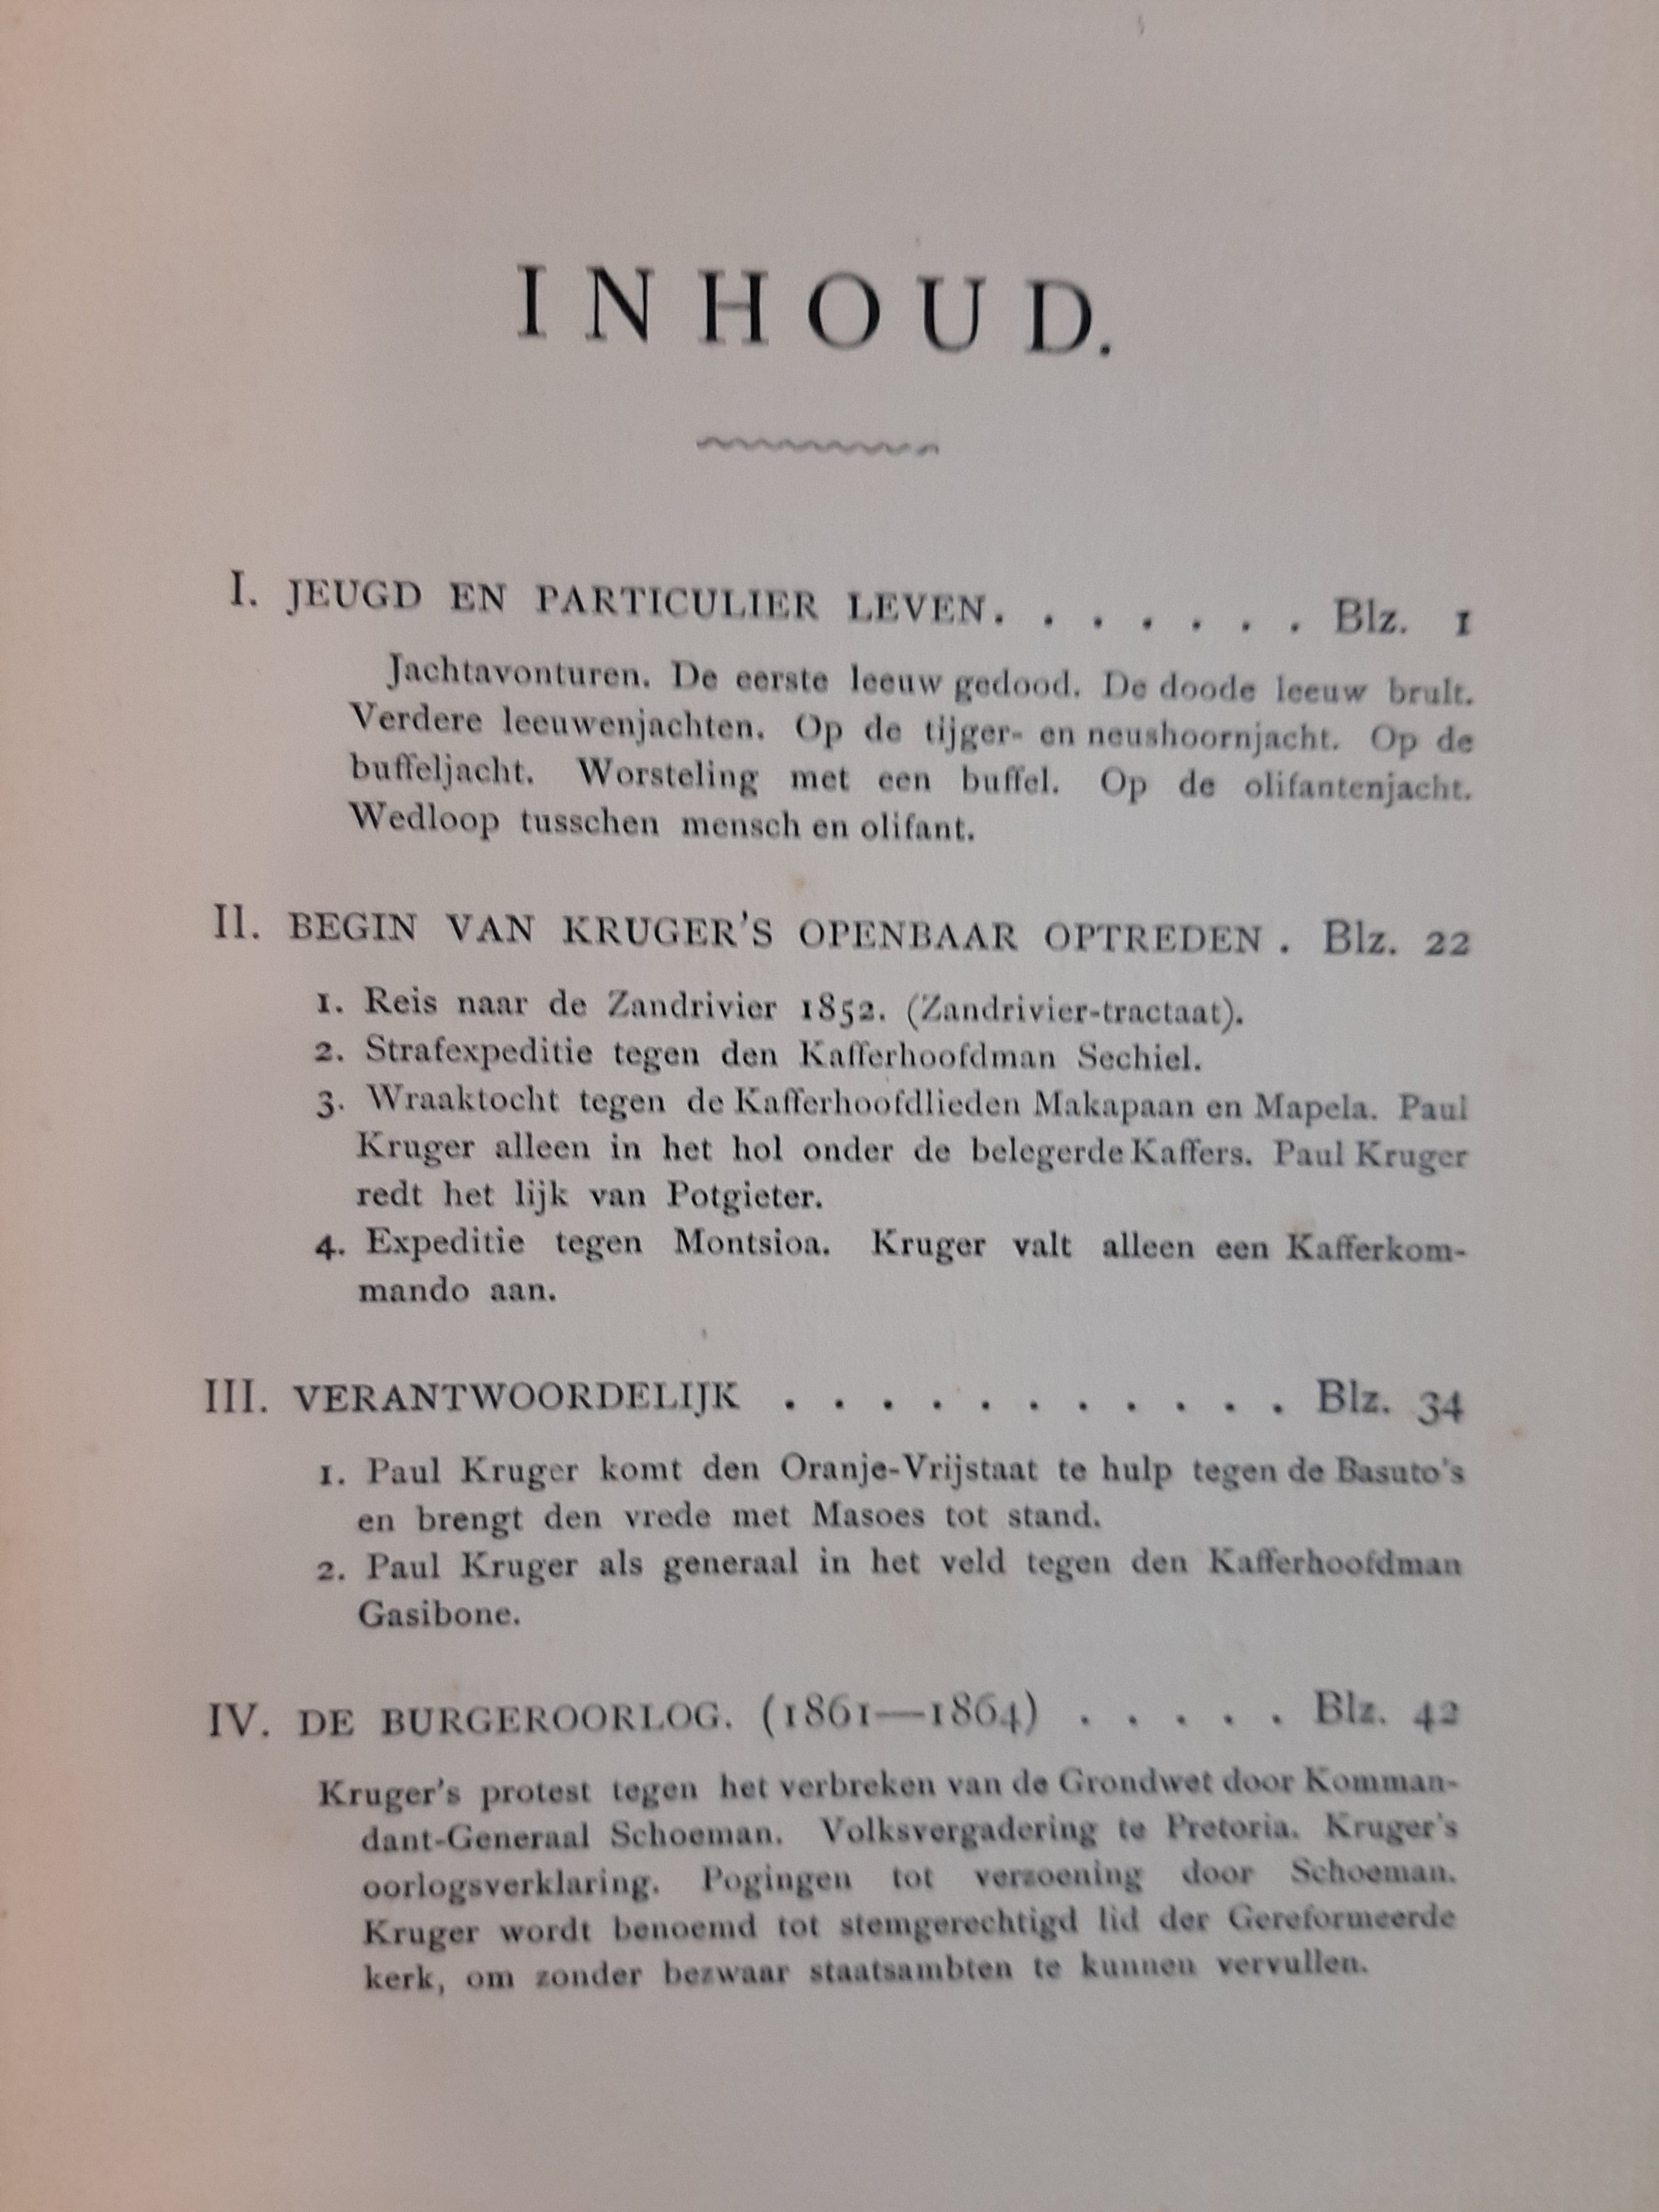 INHOUD.
I. JEUGD EN PARTICULIER LEVEN. . . . . . . Blz. 1
Jachtavonturen. De eerste leeuw gedood. De doode leeuw brult.
Verdere leeuwenjachten. Op de tijger- en neushoornjacht. Op de
buffeljacht. Worsteling met een buffel. Op de olifantenjacht.
Wedloop tusschen mensch en olifant.
II. BEGIN VAN KRUGER'S OPENBAAR OPTREDEN . Blz. 22
1. Reis naar de Zandrivier 1852. (Zandrivier-tractaat).
2. Strafexpeditie tegen den Kafferhoofdman Sechiel.
3. Wraaktocht tegen de Kafferhoofdlieden Makapaan en Mapela. Paul
Kruger alleen in het hol onder de belegerde Kaffers. Paul Kruger
redt het lijk van Potgieter.
4. Expeditie tegen Montsioa. Kruger valt alleen een Kafferkom-
mando aan.
III. VERANTWOORDELIJK . . . . . . . . . . . Blz. 34
1. Paul Kruger komt den Oranje-Vrijstaat te hulp tegen de Basuto's
en brengt den vrede met Masoes tot stand.
2. Paul Kruger als generaal in het veld tegen den Kafferhoofdman
Gasibone.
IV. DE BURGEROORLOG. (1861—1864) . . . . . Blz. 42
Kruger's protest tegen het verbreken van de Grondwet door Komman-
dant-Generaal Schoeman. Volksvergadering te Pretoria. Kruger's
oorlogsverklaring. Pogingen tot verzoening door Schoeman.
Kruger wordt benoemd tot stemgerechtigd lid der Gereformeerde
kerk, om zonder bezwaar staatsambten te kunnen vervullen.